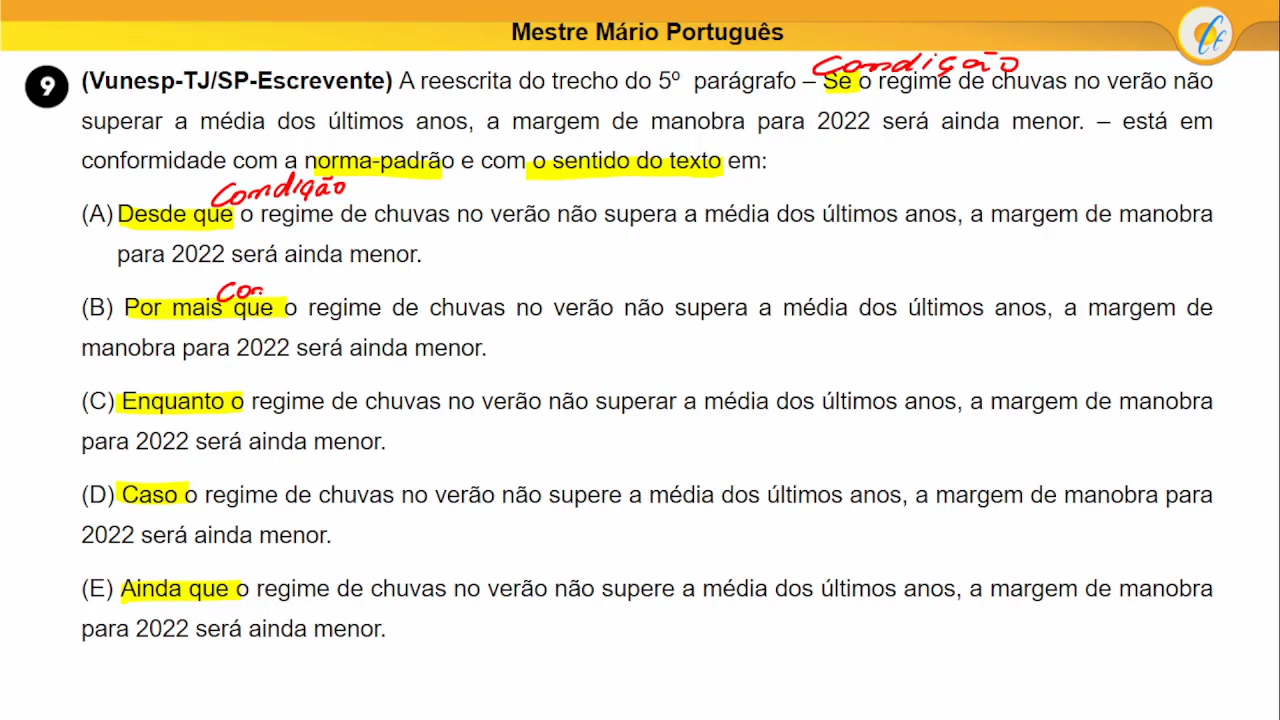 Mestre Mário Português
condição
9 (Vunesp-TJ/SP-Escrevente) A reescrita do trecho do 5º parágrafo – Se o regime de chuvas no verão não
superar a média dos últimos anos, a margem de manobra para 2022 será ainda menor. – está em
conformidade com a norma-padrão e com o sentido do texto em:
condição
(A) Desde que o regime de chuvas no verão não supera a média dos últimos anos, a margem de manobra
para 2022 será ainda menor.
Co
(B) Por mais que o regime de chuvas no verão não supera a média dos últimos anos, a margem de
manobra para 2022 será ainda menor.
(C) Enquanto o regime de chuvas no verão não superar a média dos últimos anos, a margem de manobra
para 2022 será ainda menor.
(D) Caso o regime de chuvas no verão não supere a média dos últimos anos, a margem de manobra para
2022 será ainda menor.
(E) Ainda que o regime de chuvas no verão não supere a média dos últimos anos, a margem de manobra
para 2022 será ainda menor.